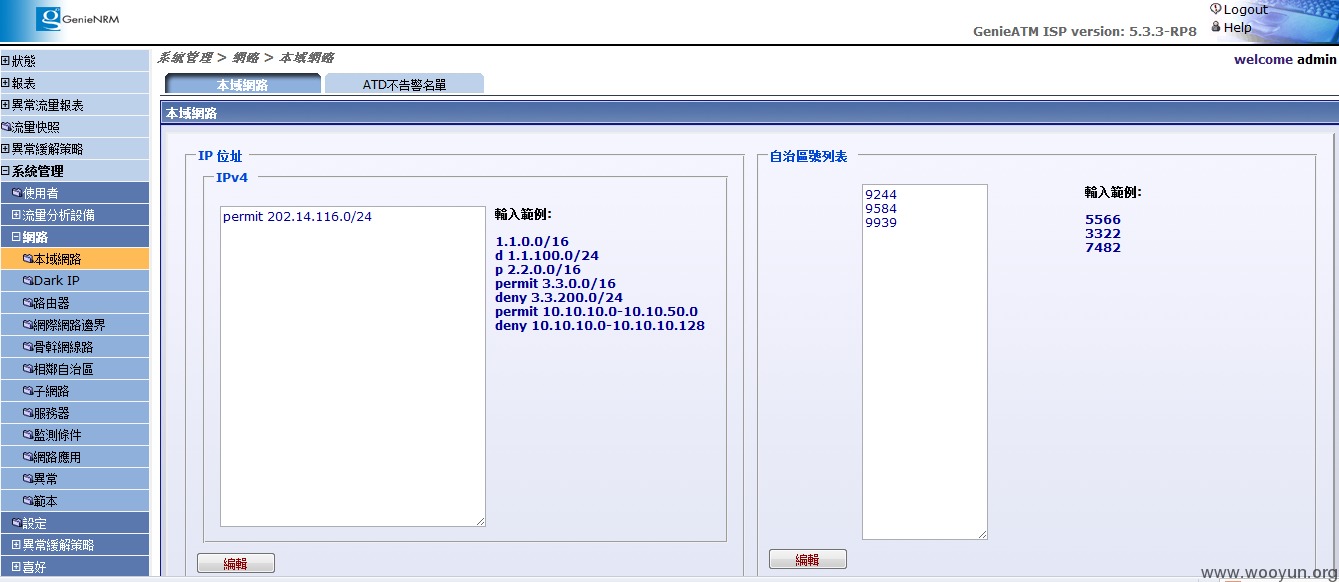 GenieNRM
GenieATM ISP version: 5.3.3-RP8
Logout
Help
狀態
報表
異常流量報表
流量快照
異常緩解策略
系統管理
使用者
流量分析設備
網路
本域網路
Dark IP
路由器
網際網路邊界
骨幹網線路
相鄰自治區
子網路
服務器
監測條件
網路應用
異常
範本
設定
異常緩解策略
喜好
系統管理 > 網路 > 本域網路
welcome admin
本域網路
ATD不告警名單
本域網路
IP 位址
IPv4
permit 202.14.116.0/24
輸入範例:
1.1.0.0/16
d 1.1.100.0/24
p 2.2.0.0/16
permit 3.3.0.0/16
deny 3.3.200.0/24
permit 10.10.10.0-10.10.50.0
deny 10.10.10.0-10.10.10.128
編輯
自治區號列表
9244
9584
9939
輸入範例:
5566
3322
7482
編輯
www.wooyun.org